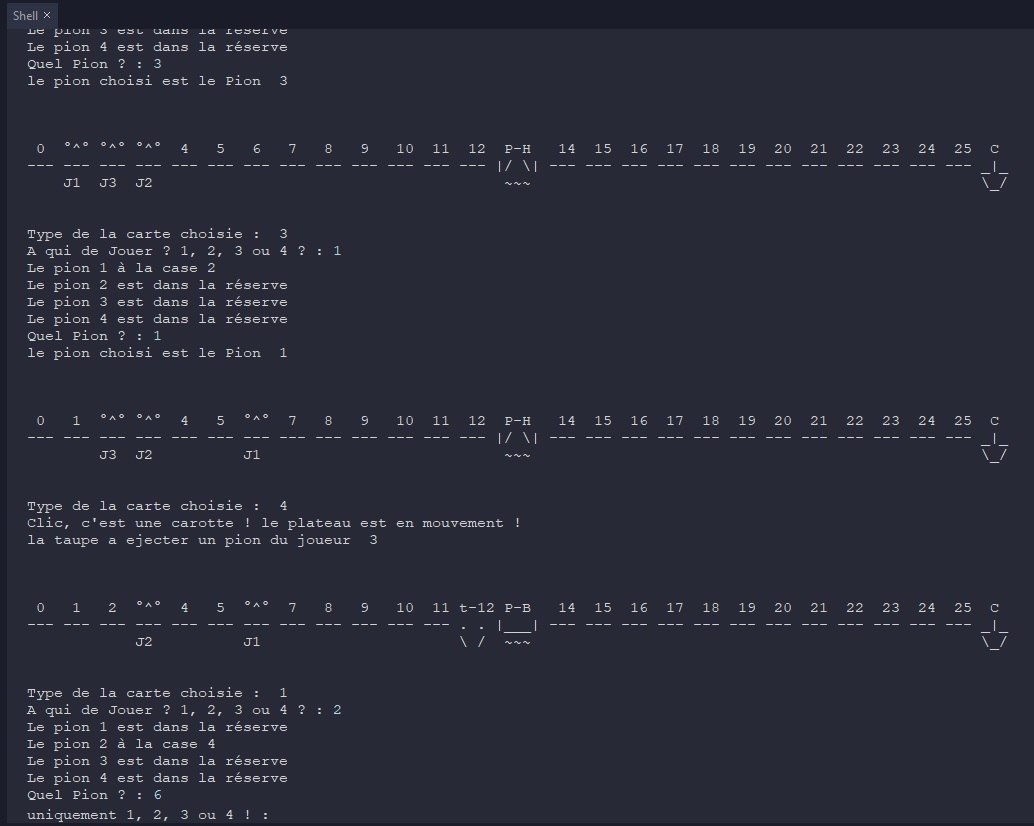 Shell ×
Le pion 3 est dans la réserve
Le pion 4 est dans la réserve
Quel Pion ? : 3
le pion choisi est le Pion  3
0 °^° °^° °^° 4 5 6 7 8 9 10 11 12 P-H 14 15 16 17 18 19 20 21 22 23 24 25 C
--- --- --- --- --- --- --- --- --- --- --- --- --- |/ \| --- --- --- --- --- --- --- --- --- --- --- --- _|_
J1 J3 J2 ~~~ \_/
Type de la carte choisie :  3
A qui de Jouer ? 1, 2, 3 ou 4 ? : 1
Le pion 1 à la case 2
Le pion 2 est dans la réserve
Le pion 3 est dans la réserve
Le pion 4 est dans la réserve
Quel Pion ? : 1
le pion choisi est le Pion  1
0 1 °^° °^° 4 5 °^° 7 8 9 10 11 12 P-H 14 15 16 17 18 19 20 21 22 23 24 25 C
--- --- --- --- --- --- --- --- --- --- --- --- --- |/ \| --- --- --- --- --- --- --- --- --- --- --- --- _|_
J3 J2 J1 ~~~ \_/
Type de la carte choisie :  4
Clic, c'est une carotte ! le plateau est en mouvement !
la taupe a ejecter un pion du joueur  3
0 1 2 °^° 4 5 °^° 7 8 9 10 11 t-12 P-B 14 15 16 17 18 19 20 21 22 23 24 25 C
--- --- --- --- --- --- --- --- --- --- --- --- . . |___| --- --- --- --- --- --- --- --- --- --- --- --- _|_
J2 J1 \ / ~~~ \_/
Type de la carte choisie :  1
A qui de Jouer ? 1, 2, 3 ou 4 ? : 2
Le pion 1 est dans la réserve
Le pion 2 à la case 4
Le pion 3 est dans la réserve
Le pion 4 est dans la réserve
Quel Pion ? : 6
uniquement 1, 2, 3 ou 4 ! :